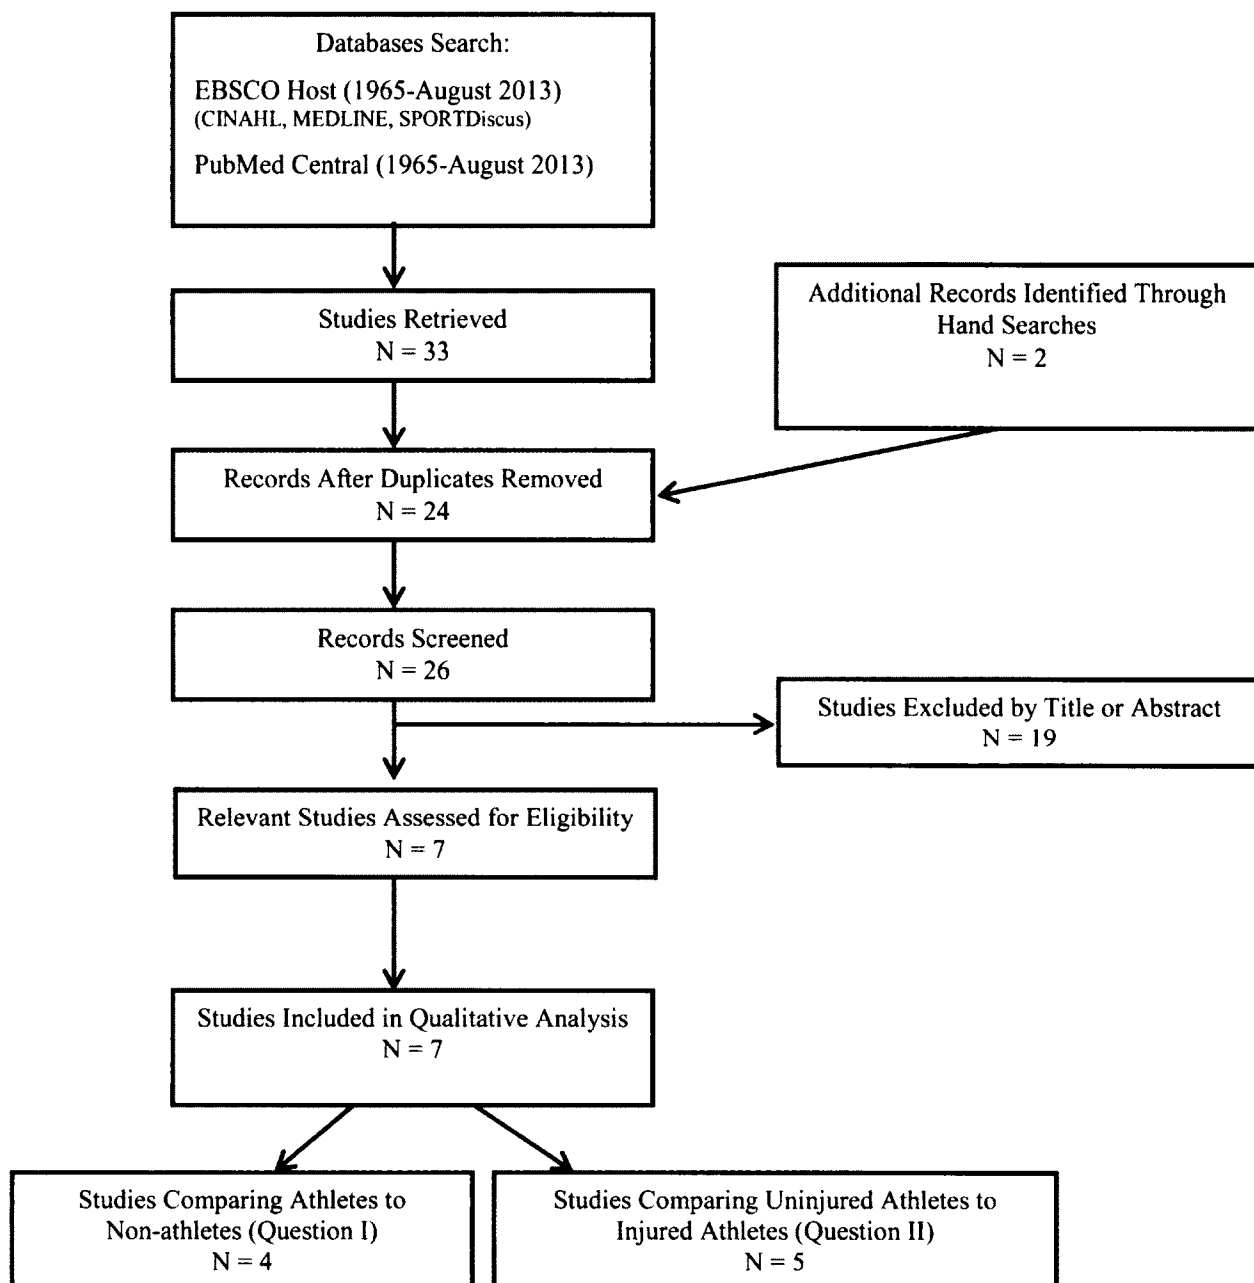 Databases Search:
EBSCO Host (1965-August 2013)
(CINAHL, MEDLINE, SPORTDiscus)
PubMed Central (1965-August 2013)
Studies Retrieved
N = 33
Additional Records Identified Through
Hand Searches
N = 2
Records After Duplicates Removed
N = 24
Records Screened
N = 26
Studies Excluded by Title or Abstract
N = 19
Relevant Studies Assessed for Eligibility
N = 7
Studies Included in Qualitative Analysis
N = 7
Studies Comparing Athletes to
Non-athletes (Question I)
N = 4
Studies Comparing Uninjured Athletes to
Injured Athletes (Question II)
N = 5